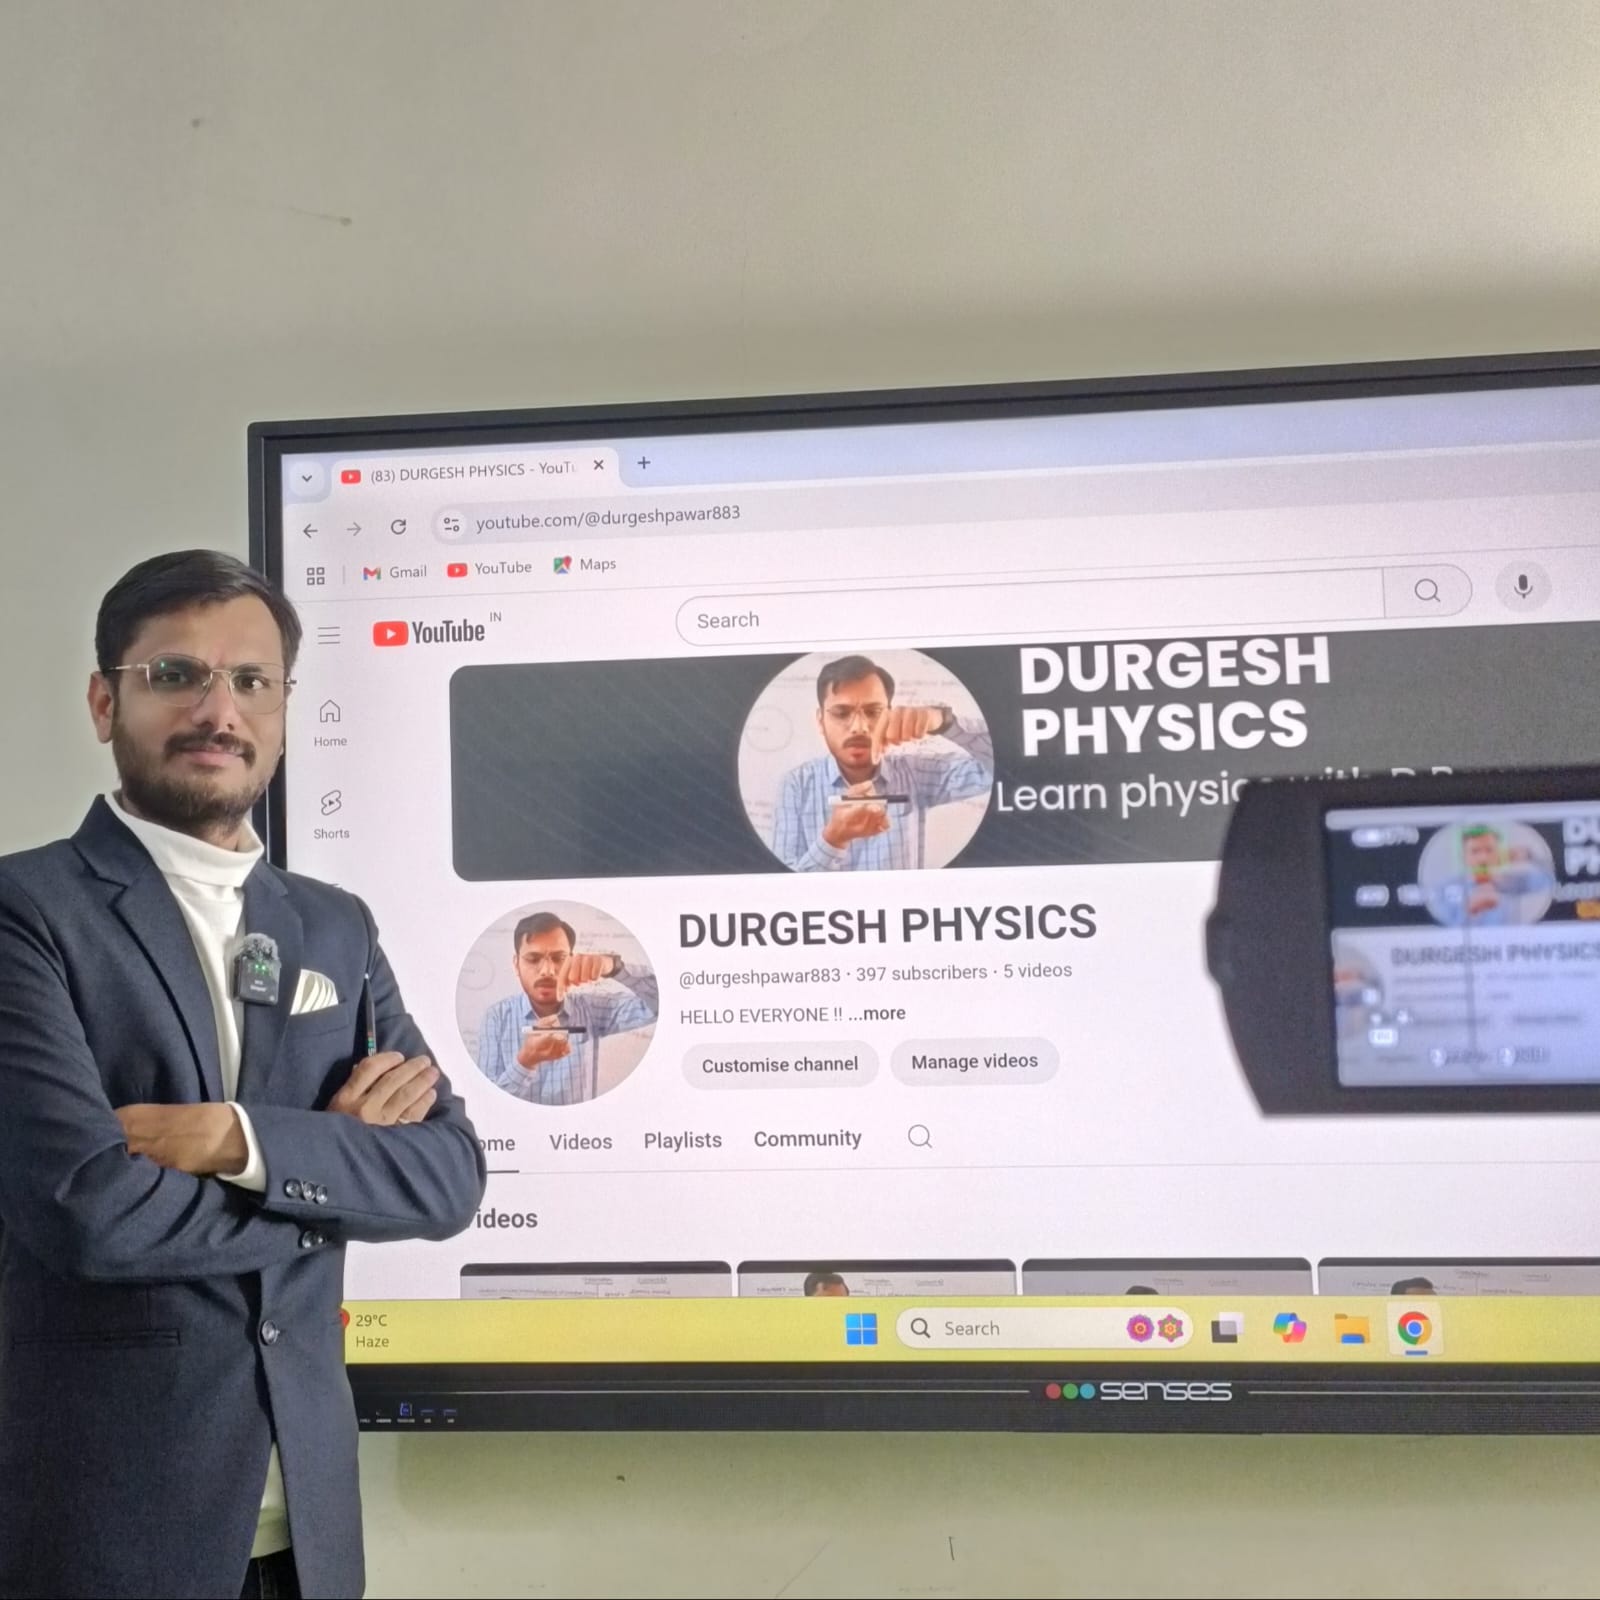 (83) DURGESH PHYSICS - YouTu
youtube.com/@durgeshpawar883
Gmail YouTube Maps
YouTube IN
Search
DURGESH
PHYSICS
Learn physic
Home
Shorts
DURGESH PHYSICS
@durgeshpawar883 · 397 subscribers · 5 videos
HELLO EVERYONE !! ...more
Customise channel Manage videos
ome Videos Playlists Community
ideos
29°C
Haze
Search
senses
DURGESH PHYSICS